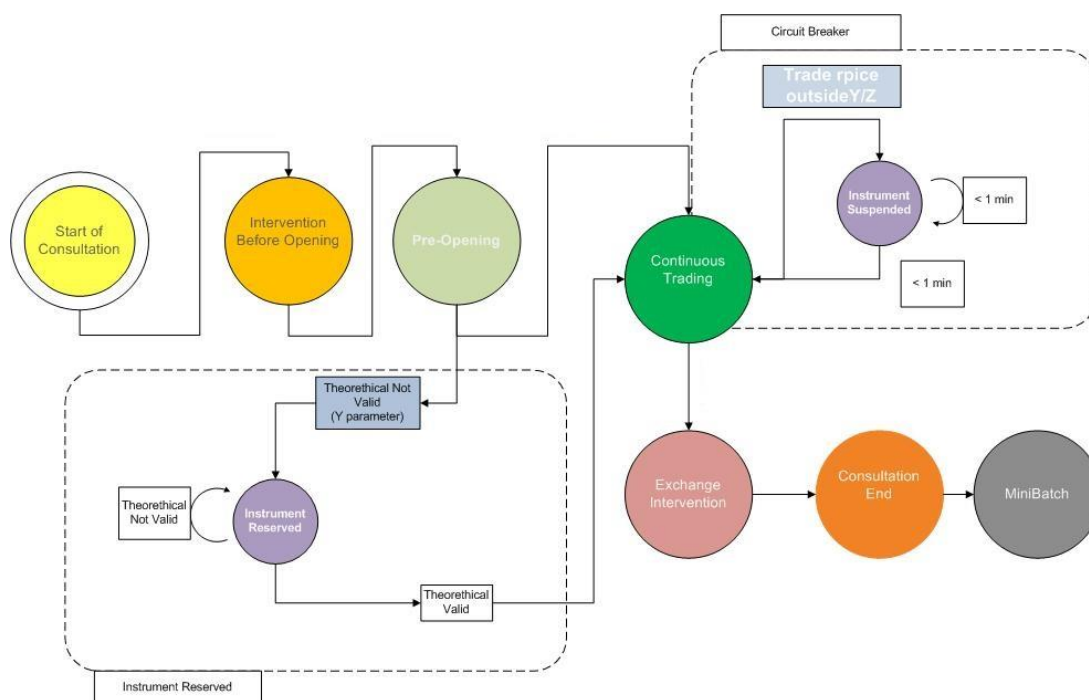 Circuit Breaker
Trade rpice
outsideY/Z
Start of
Consultation
Intervention
Before Opening
Pre-Opening
Continuous
Trading
Instrument
Suspended
< 1 min
< 1 min
Theorethical Not
Valid
(Y parameter)
Theorethical
Not Valid
Instrument
Reserved
Theorethical
Valid
Exchange
Intervention
Consultation
End
MiniBatch
Instrument Reserved